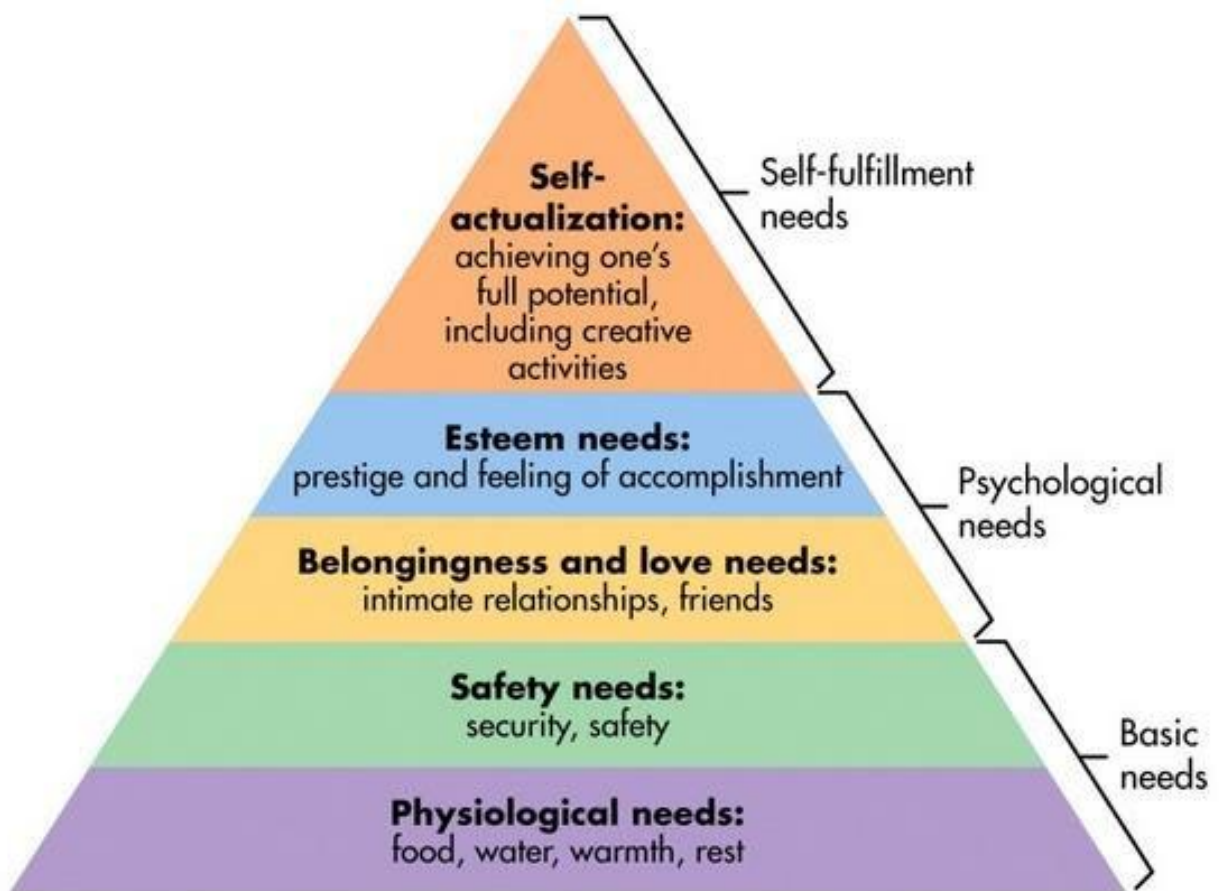 Self-
actualization:
achieving one's
full potential,
including creative
activities
Self-fulfillment
needs
Esteem needs:
prestige and feeling of accomplishment
Psychological
needs
Belongingness and love needs:
intimate relationships, friends
Safety needs:
security, safety
Basic
needs
Physiological needs:
food, water, warmth, rest